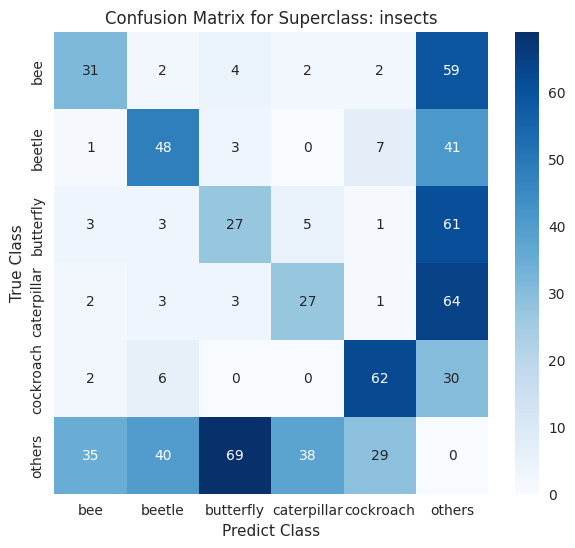 Confusion Matrix for Superclass: insects
True Class
bee 31 2 4 2 2 59
beetle 1 48 3 0 7 41
butterfly 3 3 27 5 1 61
caterpillar 2 3 3 27 1 64
cockroach 2 6 0 0 62 30
others 35 40 69 38 29 0
bee beetle butterfly caterpillar cockroach others
Predict Class
60
50
40
30
20
10
0